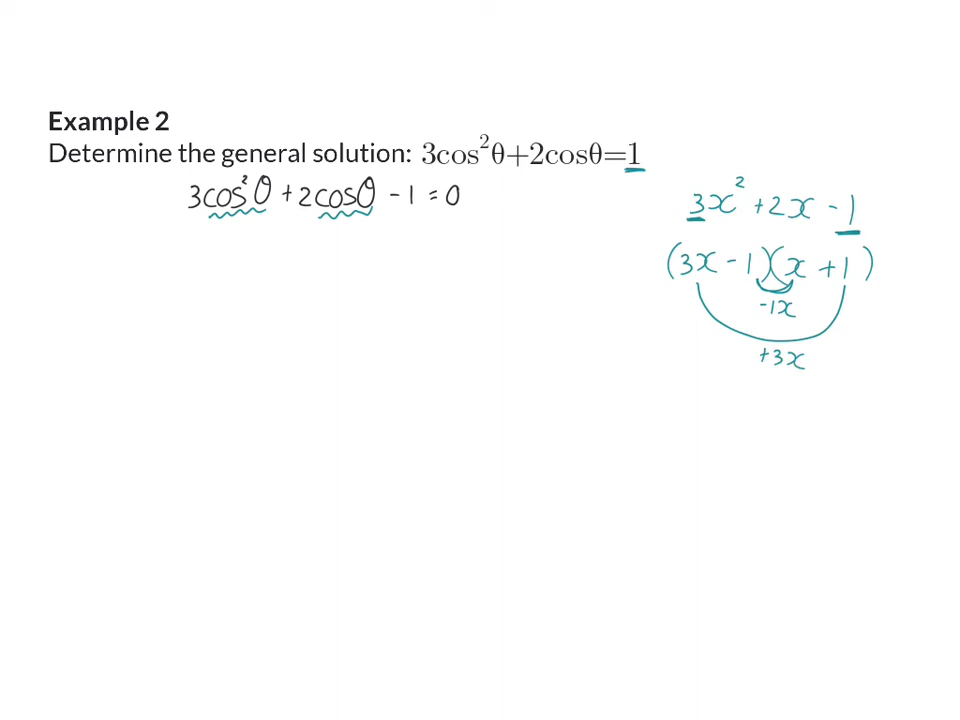 Example 2
Determine the general solution: 3cos²θ+2cosθ=1
3cos²θ + 2cosθ - 1 = 0
3x² + 2x - 1
(3x - 1)(x + 1)
-1x
+3x